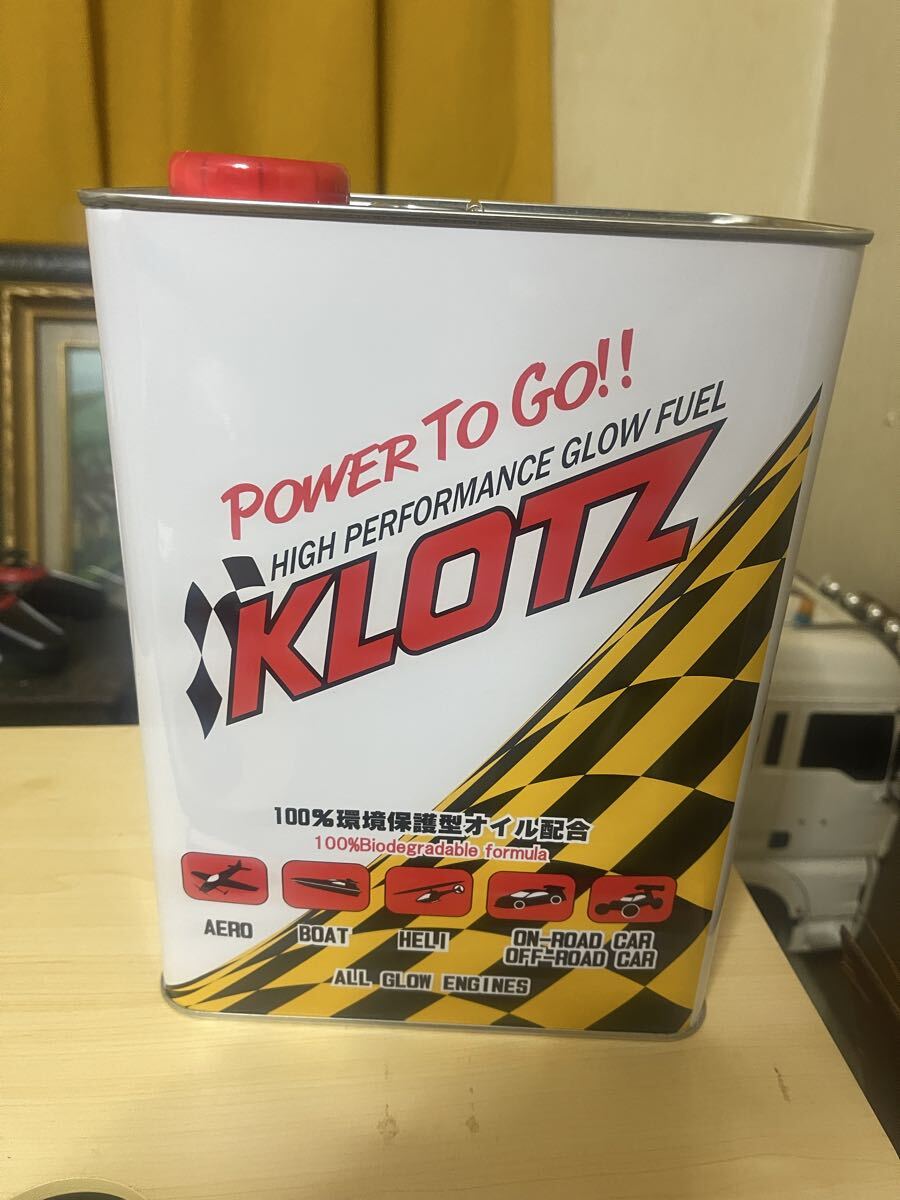 POWER TO GO!!
HIGH PERFORMANCE GLOW FUEL
KLOTZ
100%環境保護型オイル配合
100%Biodegradable formula
AERO
BOAT
HELI
ON-ROAD CAR
OFF-ROAD CAR
ALL GLOW ENGINES